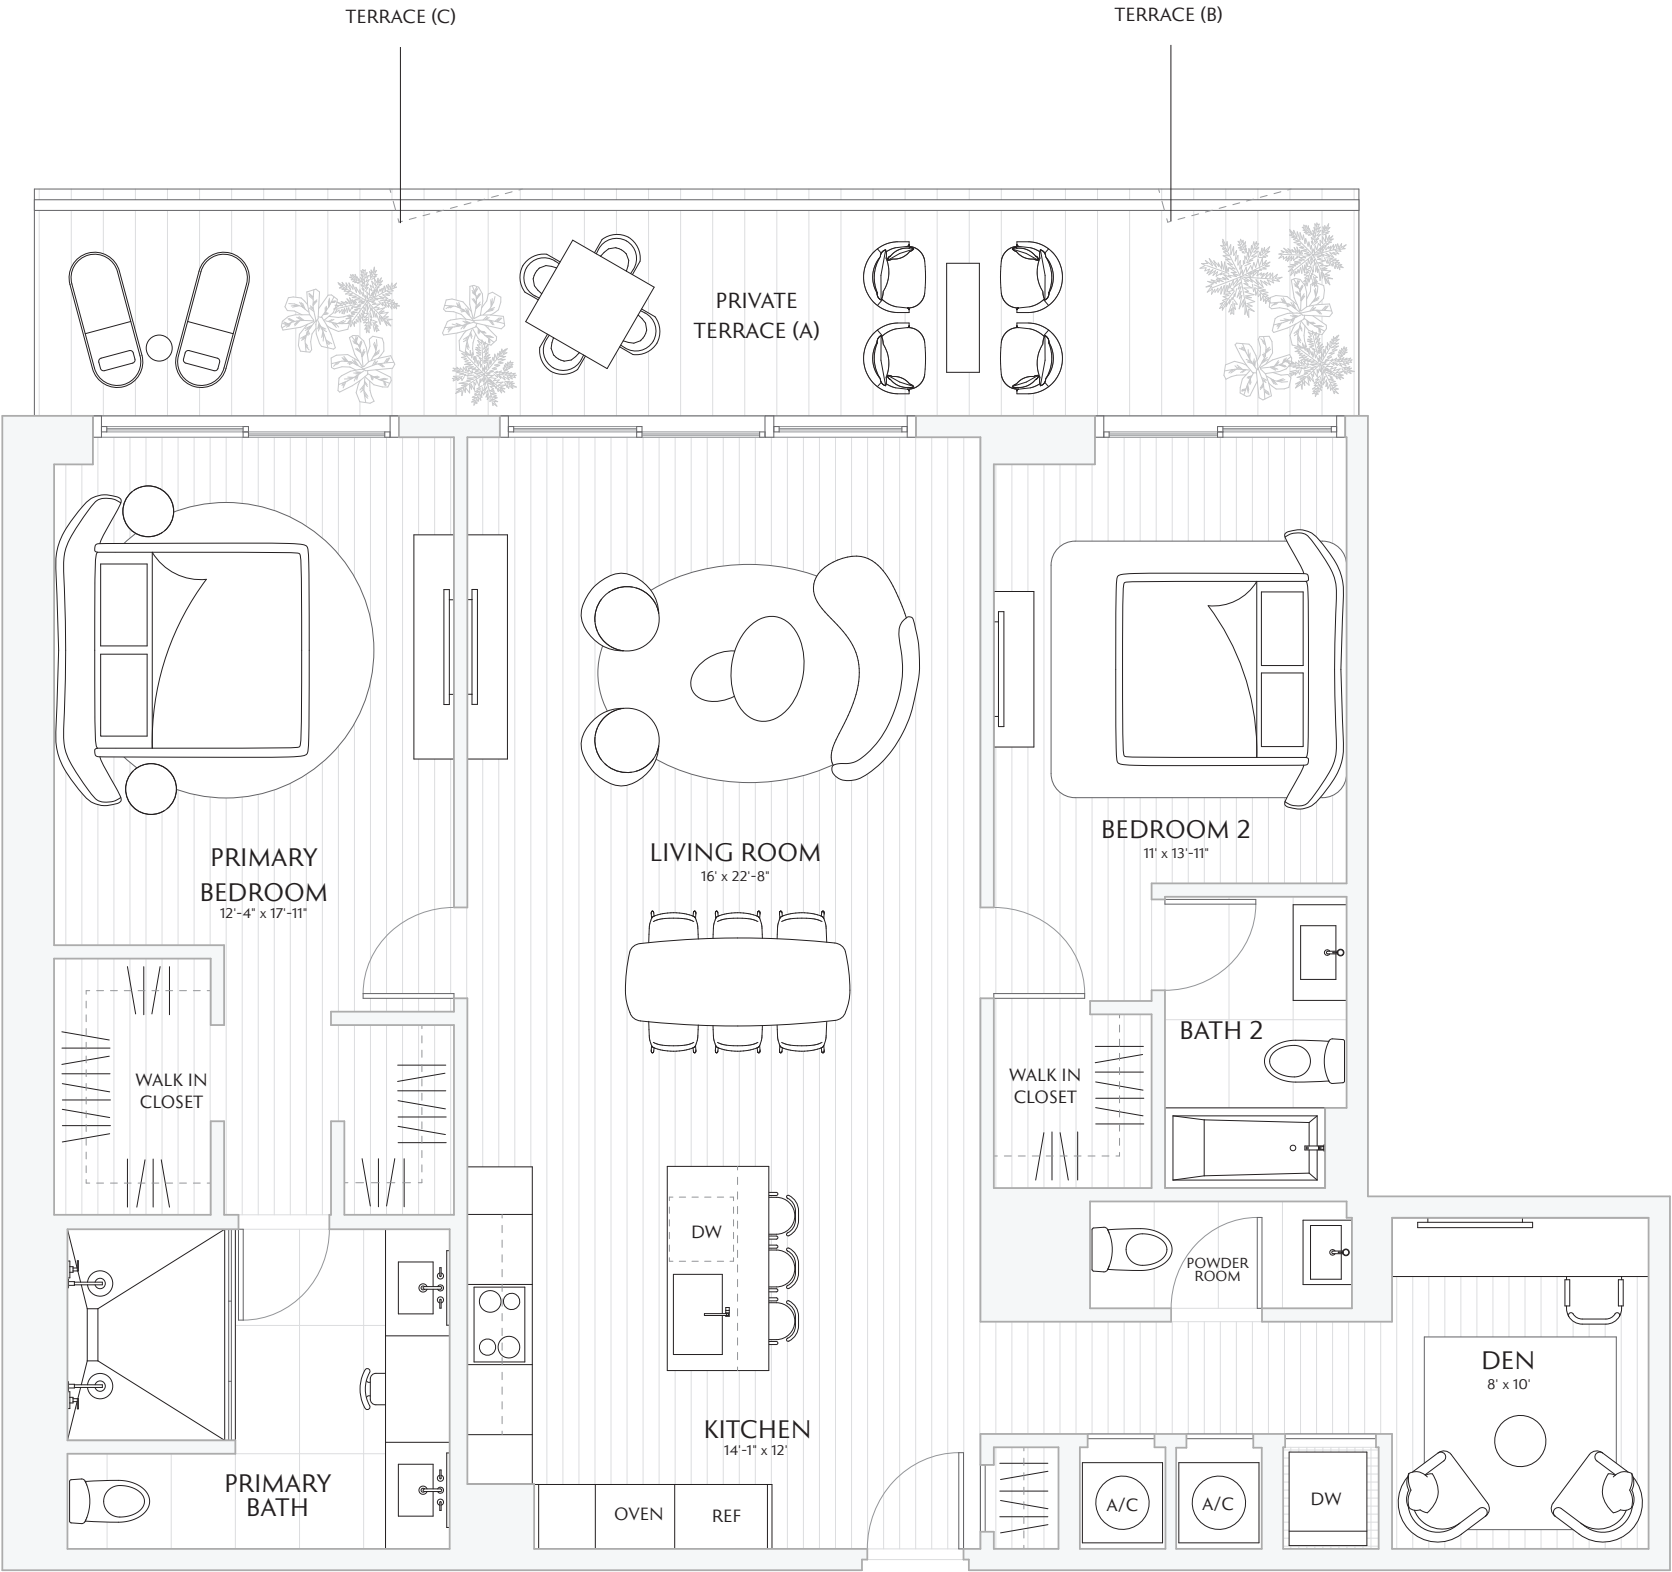 TERRACE (C)
TERRACE (B)
PRIVATE
TERRACE (A)
PRIMARY
BEDROOM
12'-4" x 17'-11"
LIVING ROOM
16' x 22'-8"
BEDROOM 2
11' x 13'-11"
WALK IN
CLOSET
BATH 2
WALK IN
CLOSET
DW
POWDER
ROOM
DEN
8' x 10'
KITCHEN
14'-1" x 12'
PRIMARY
BATH
OVEN
REF
A/C
A/C
DW